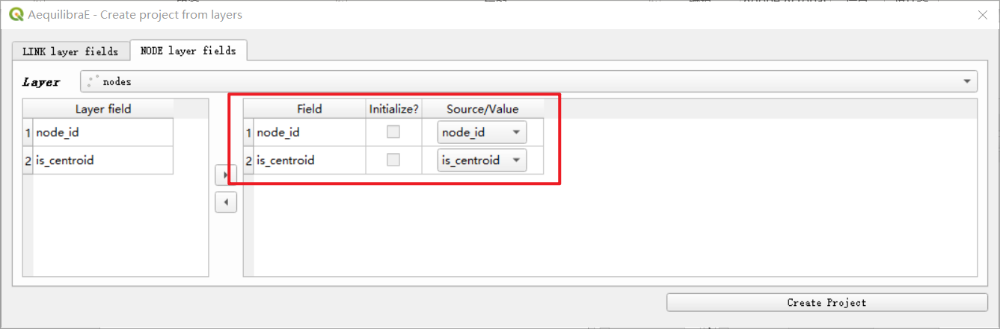 AequilibraE - Create project from layers
LINK layer fields NODE layer fields
Layer nodes
Layer field
1 node_id
2 is_centroid
Field Initialize? Source/Value
1 node_id node_id
2 is_centroid is_centroid
Create Project